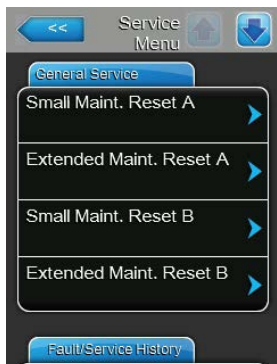 <<
Service
Menu
General Service
Small Maint. Reset A
Extended Maint. Reset A
Small Maint. Reset B
Extended Maint. Reset B
Fault/Service History